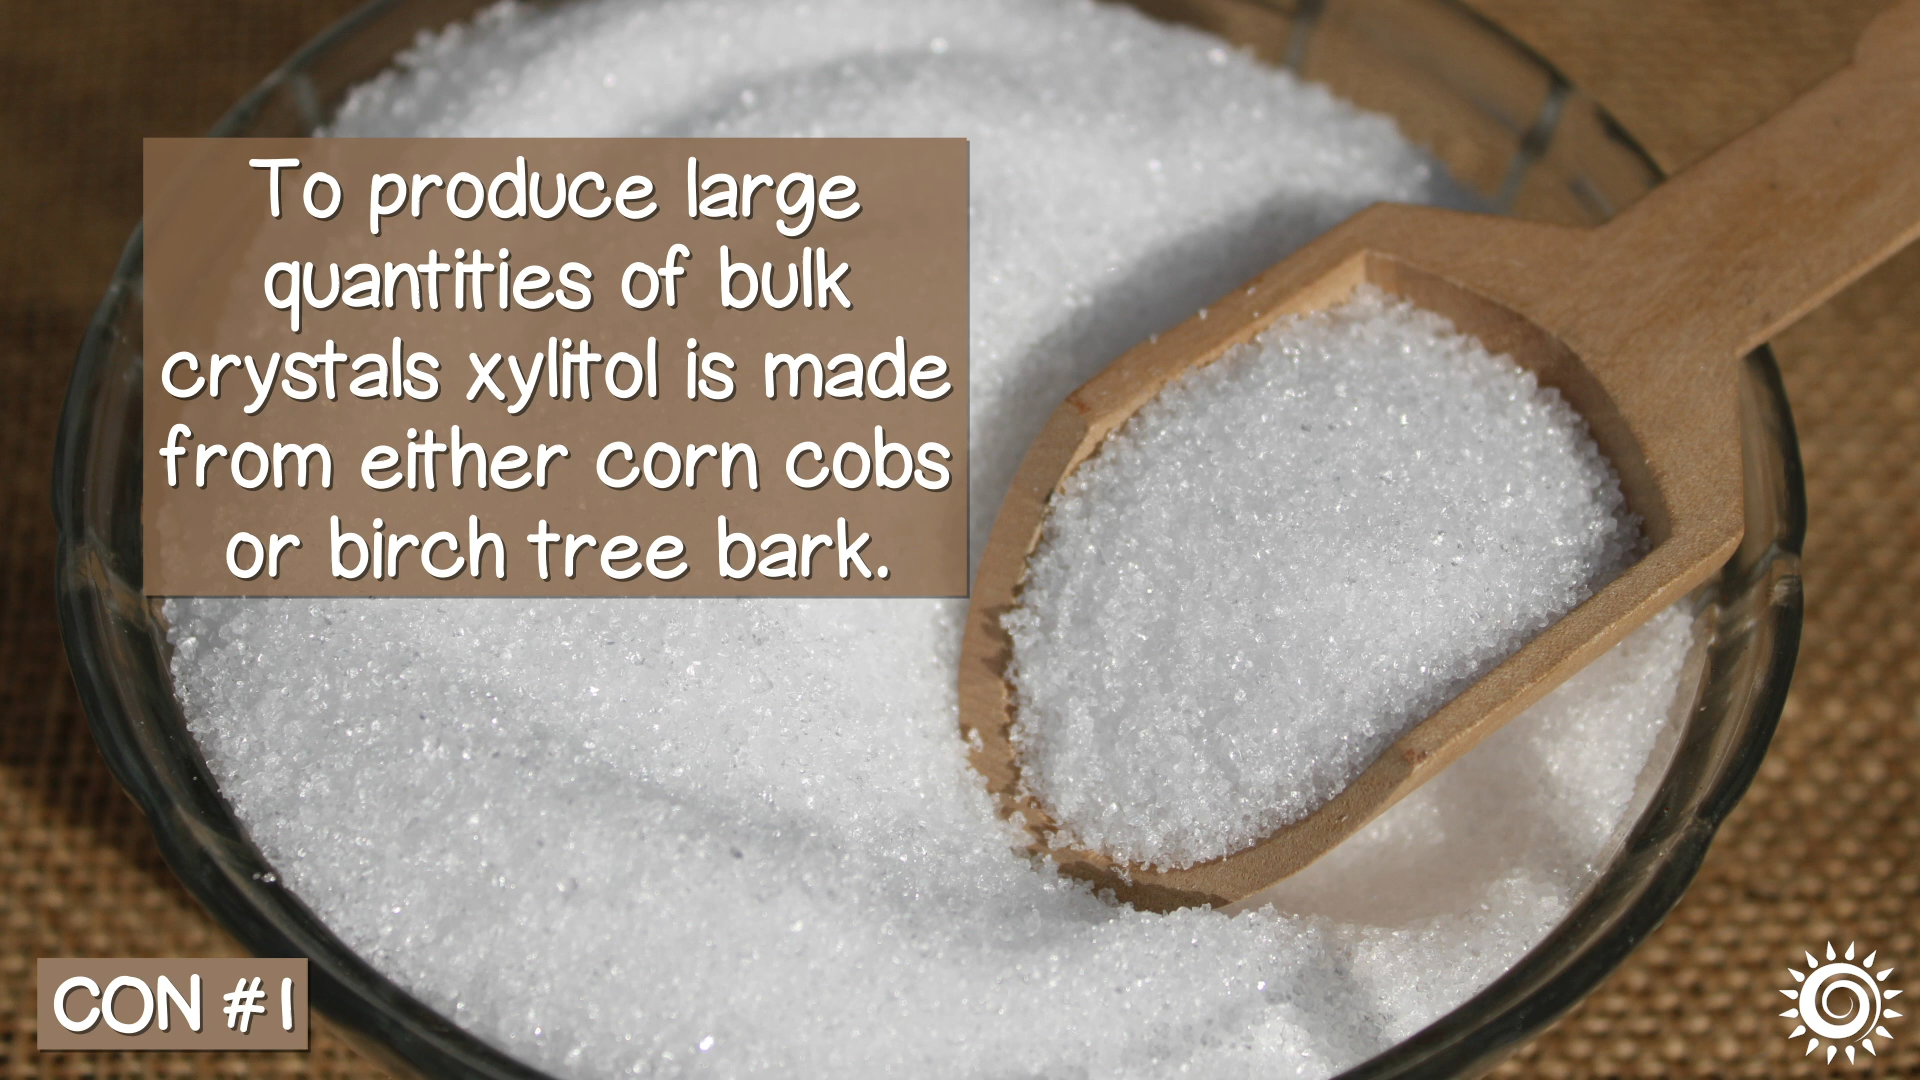 To produce large
quantities of bulk
crystals xylitol is made
from either corn cobs
or birch tree bark.
CON #1